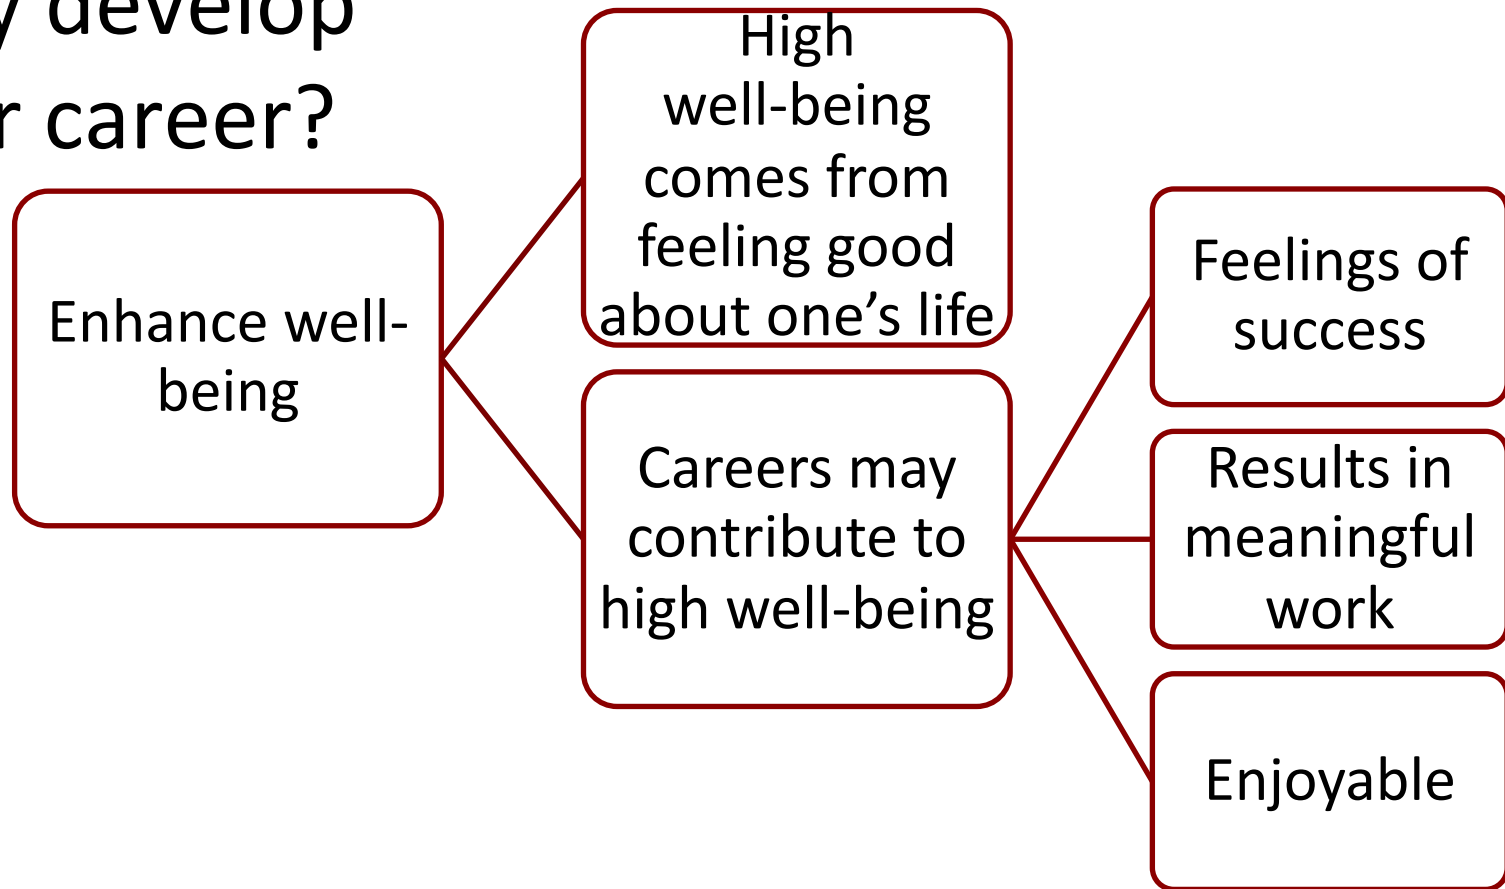 y develop
r career?
Enhance well-
being
High
well-being
comes from
feeling good
about one's life
Careers may
contribute to
high well-being
Feelings of
success
Results in
meaningful
work
Enjoyable